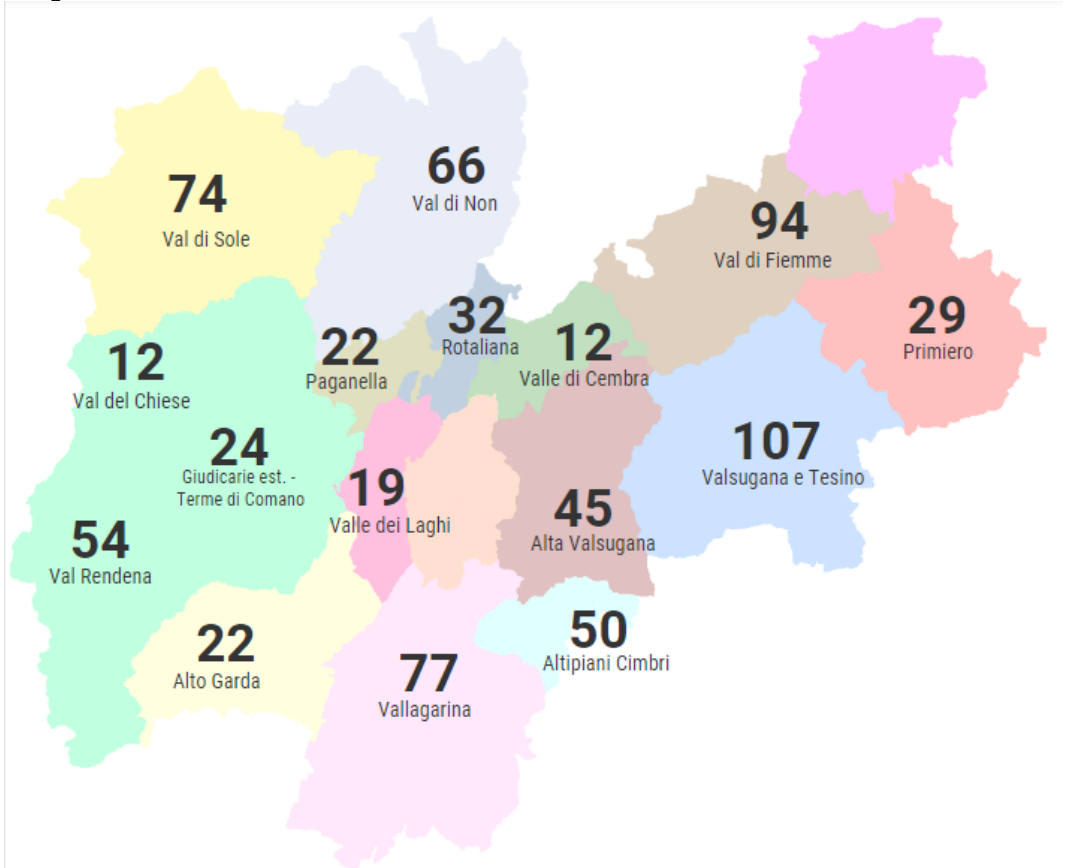 66
Val di Non
74
Val di Sole
94
Val di Fiemme
32
Rotaliana
29
Primiero
22
Paganella
12
Valle di Cembra
12
Val del Chiese
24
Giudicarie est. -
Terme di Comano
107
Valsugana e Tesino
19
Valle dei Laghi
45
Alta Valsugana
54
Val Rendena
22
Alto Garda
50
Altipiani Cimbri
77
Vallagarina